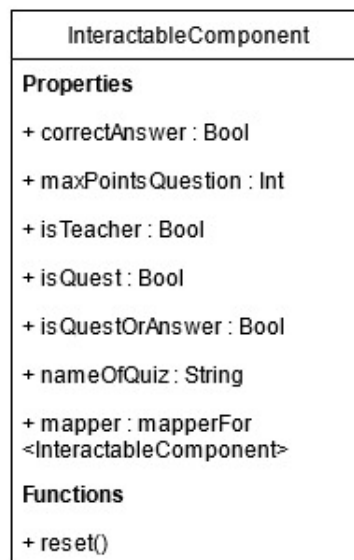 InteractableComponent
Properties
+ correctAnswer : Bool
+ maxPointsQuestion : Int
+ isTeacher : Bool
+ isQuest : Bool
+ isQuestOrAnswer : Bool
+ nameOfQuiz : String
+ mapper : mapperFor
<InteractableComponent>
Functions
+ reset()